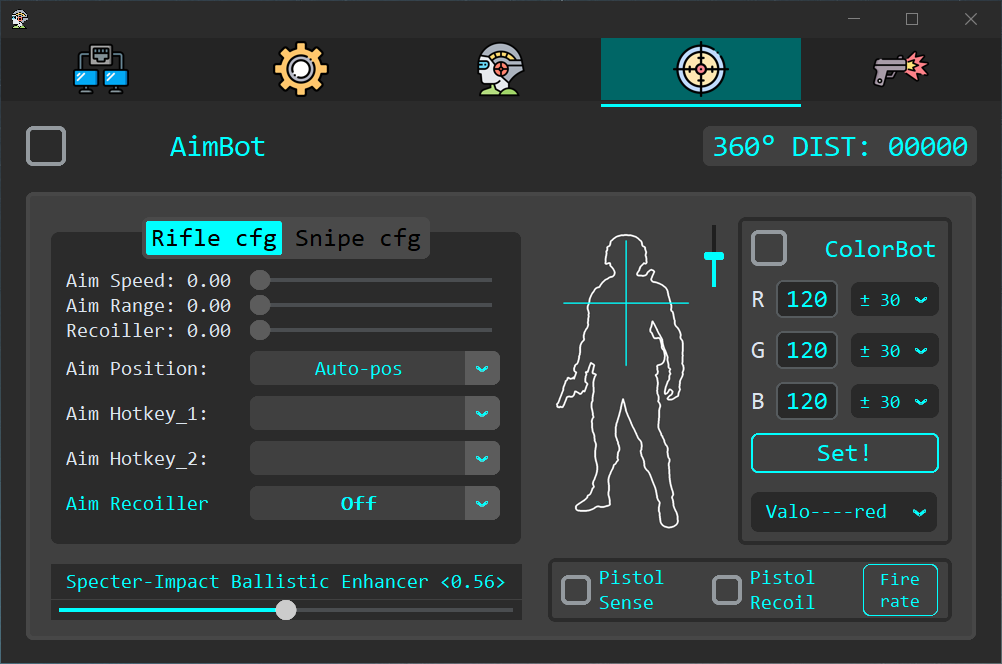 AimBot
360° DIST: 00000
Rifle cfg Snipe cfg
Aim Speed: 0.00
Aim Range: 0.00
Recoiller: 0.00
Aim Position: Auto-pos
Aim Hotkey_1:
Aim Hotkey_2:
Aim Recoiller Off
Specter-Impact Ballistic Enhancer <0.56>
ColorBot
R 120 ± 30
G 120 ± 30
B 120 ± 30
Set!
Valo----red
Pistol
Sense
Pistol
Recoil
Fire
rate